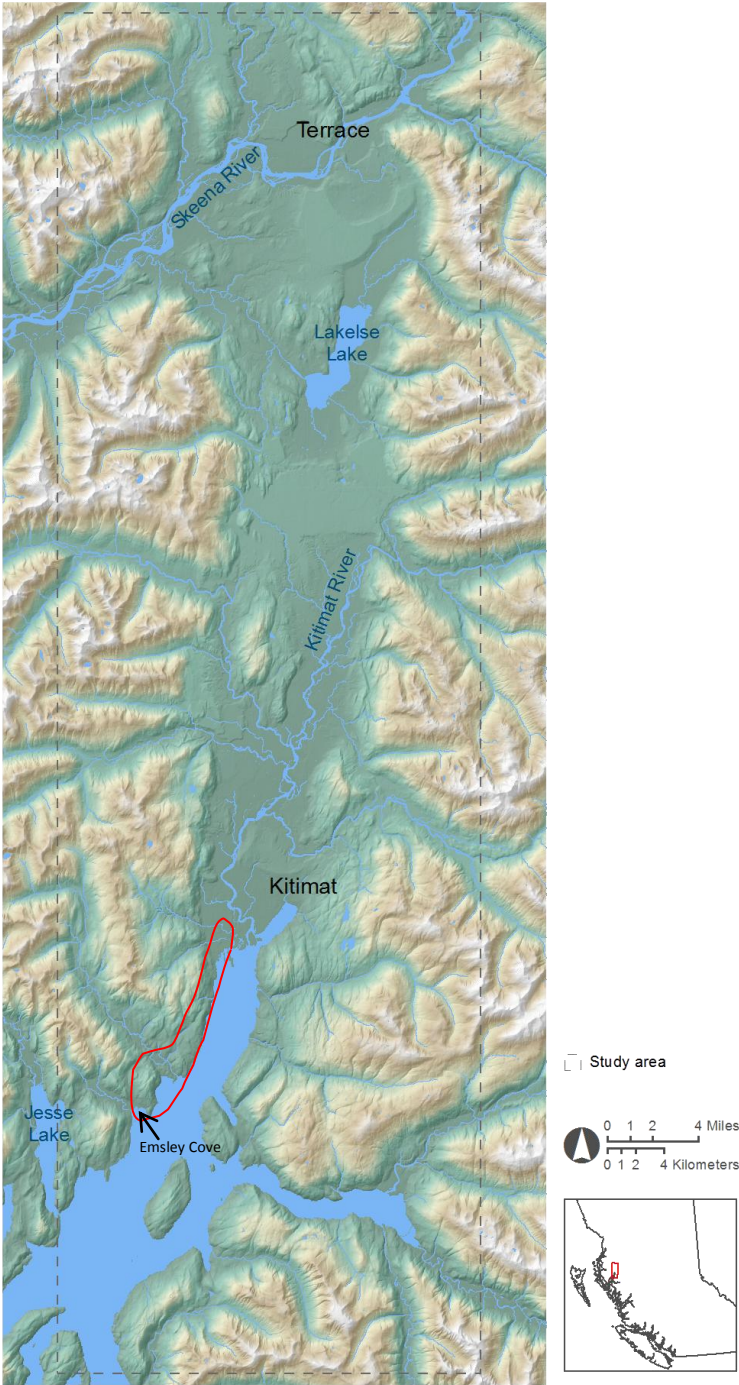 Terrace
Skeena River
Lakelse
Lake
Kitimat River
Kitimat
Jesse
Lake
Emsley Cove
Study area
0 1 2 4 Miles
0 1 2 4 Kilometers